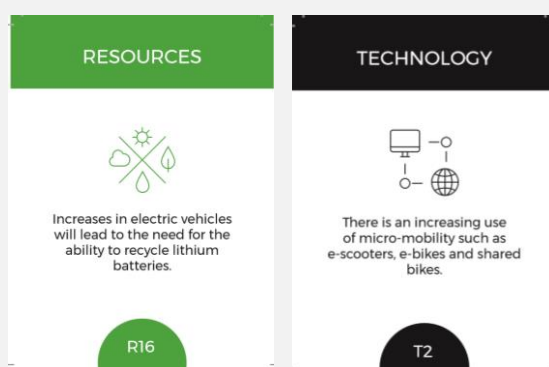 RESOURCES
Increases in electric vehicles
will lead to the need for the
ability to recycle lithium
batteries.
R16
TECHNOLOGY
There is an increasing use
of micro-mobility such as
e-scooters, e-bikes and shared
bikes.
T2